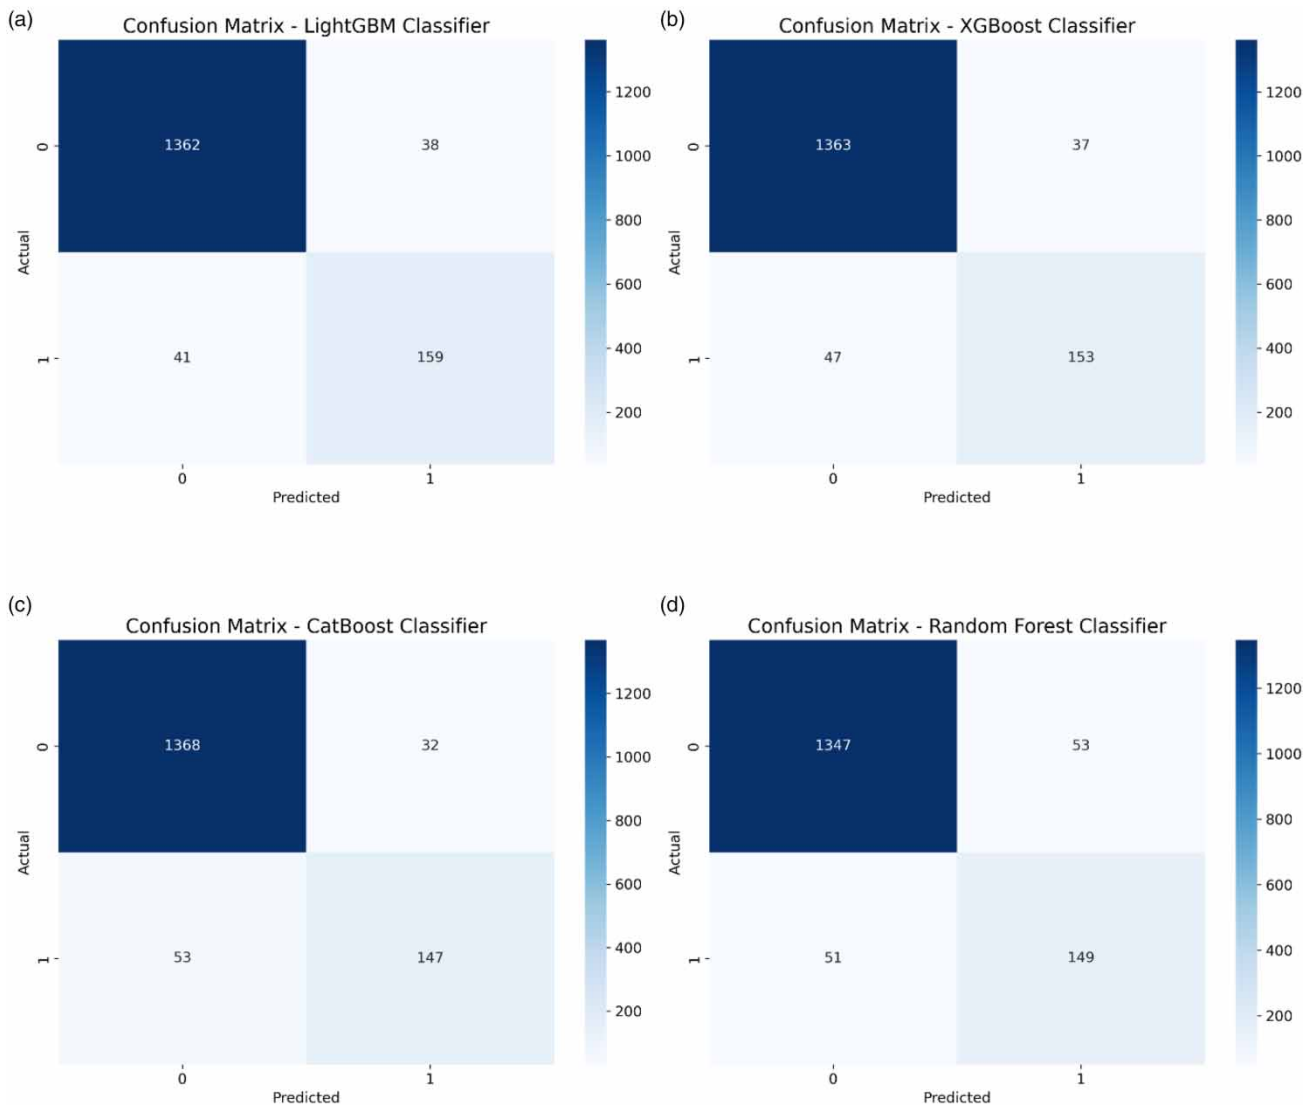 (a)
Confusion Matrix - LightGBM Classifier
1362 38
41 159
0
1
Actual
0 1
Predicted
1200
1000
800
600
400
200
(b)
Confusion Matrix - XGBoost Classifier
1363 37
47 153
0
1
Actual
0 1
Predicted
1200
1000
800
600
400
200
(c)
Confusion Matrix - CatBoost Classifier
1368 32
53 147
0
1
Actual
0 1
Predicted
1200
1000
800
600
400
200
(d)
Confusion Matrix - Random Forest Classifier
1347 53
51 149
0
1
Actual
0 1
Predicted
1200
1000
800
600
400
200